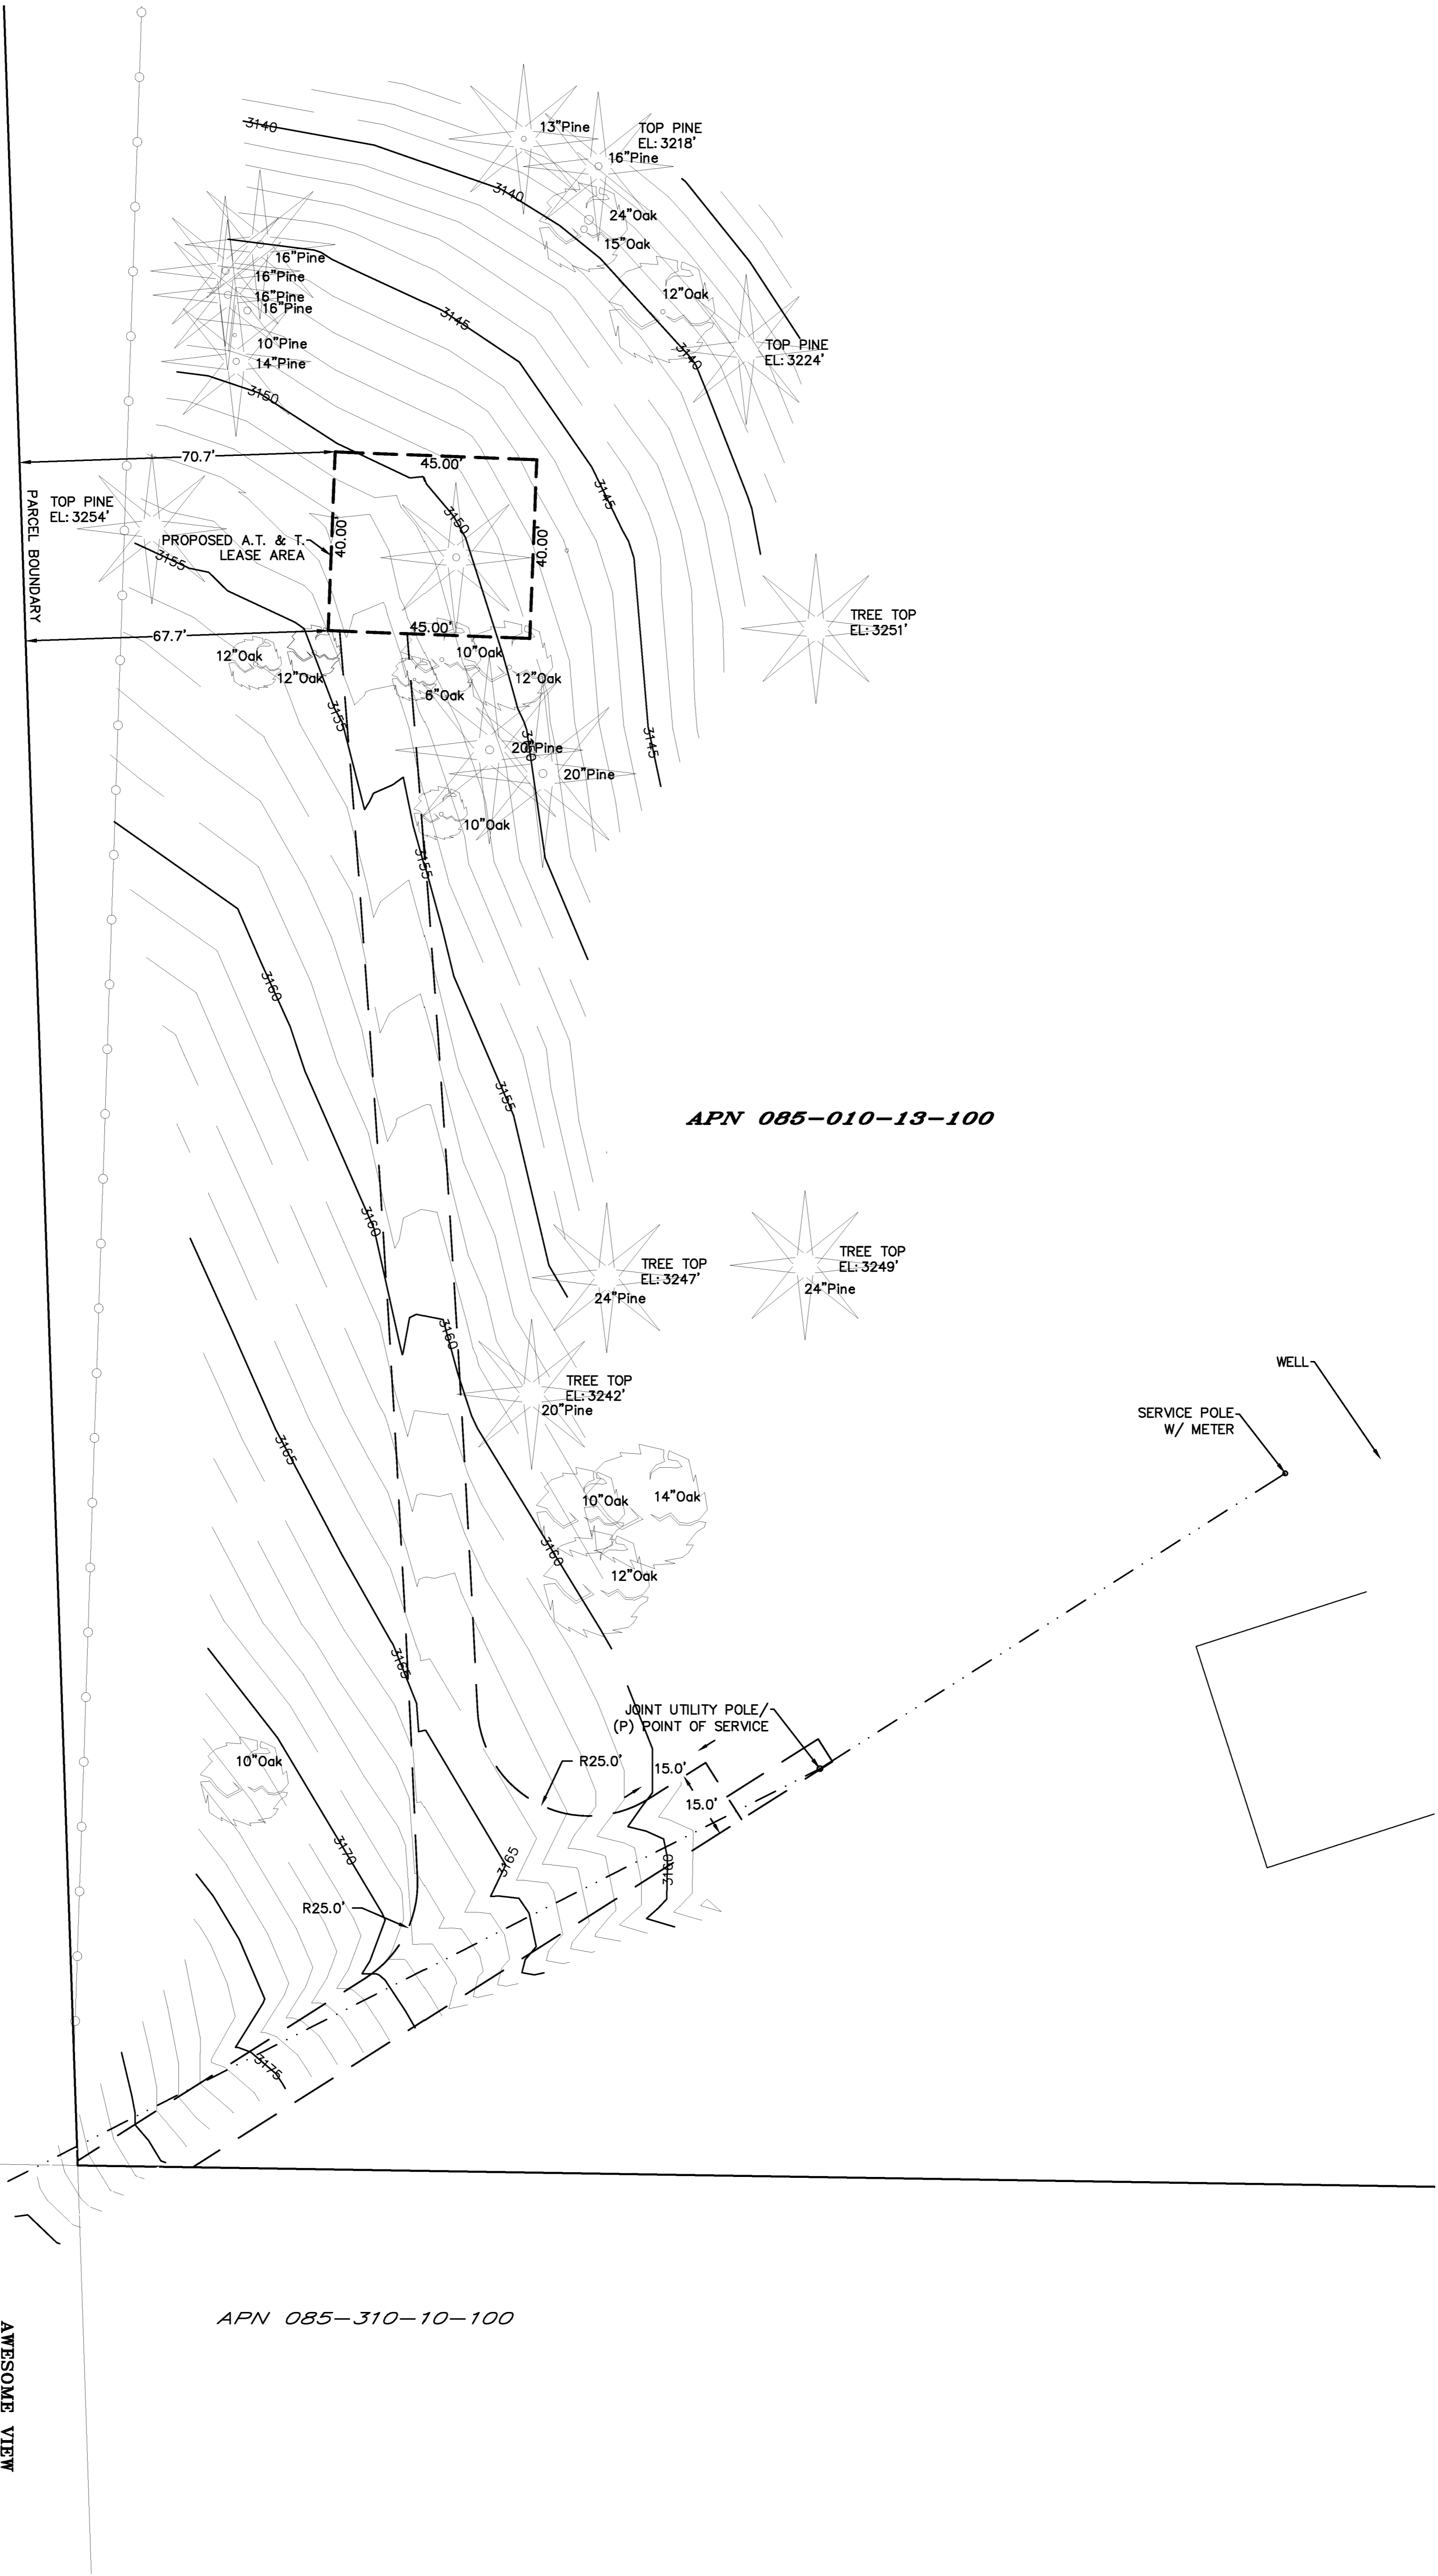 3140
13"Pine
TOP PINE
EL: 3218'
16"Pine
3140
24"Oak
15"Oak
16"Pine
16"Pine
16"Pine
16"Pine
12"Oak
3145
10"Pine
14"Pine
3140
TOP PINE
EL: 3224'
3150
70.7'
45.00'
PARCEL BOUNDARY
TOP PINE
EL: 3254'
3145
3150
PROPOSED A.T. & T.
LEASE AREA
40.00'
40.00'
3155
67.7'
45.00'
TREE TOP
EL: 3251'
12"Oak
12"Oak
10"Oak
12"Oak
6"Oak
3155
20"Pine
3150
3145
20"Pine
10"Oak
3155
3160
3155
APN 085-010-13-100
3160
TREE TOP
EL: 3247'
24"Pine
TREE TOP
EL: 3249'
24"Pine
3160
TREE TOP
EL: 3242'
20"Pine
WELL
SERVICE POLE
W/ METER
3165
10"Oak
14"Oak
3160
12"Oak
3165
JOINT UTILITY POLE/
(P) POINT OF SERVICE
10"Oak
R25.0'
15.0'
15.0'
3170
3165
3160
R25.0'
3175
APN 085-310-10-100
AWESOME VIEW